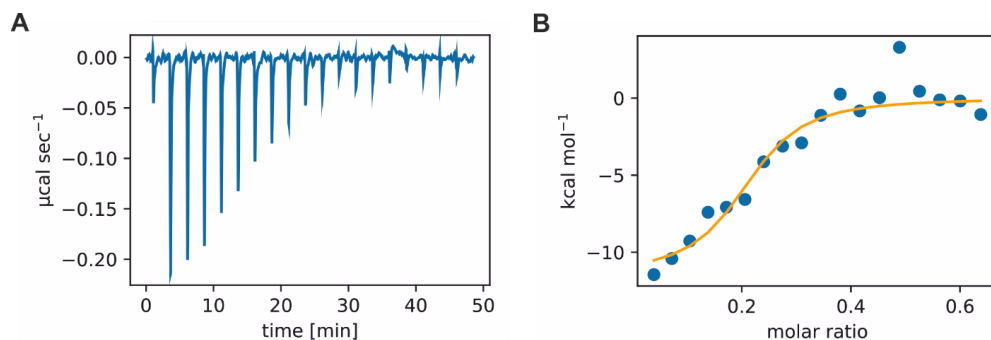 A
µcal sec⁻¹
0.00
−0.05
−0.10
−0.15
−0.20
0 10 20 30 40 50
time [min]
B
kcal mol⁻¹
0
−5
−10
0.2 0.4 0.6
molar ratio